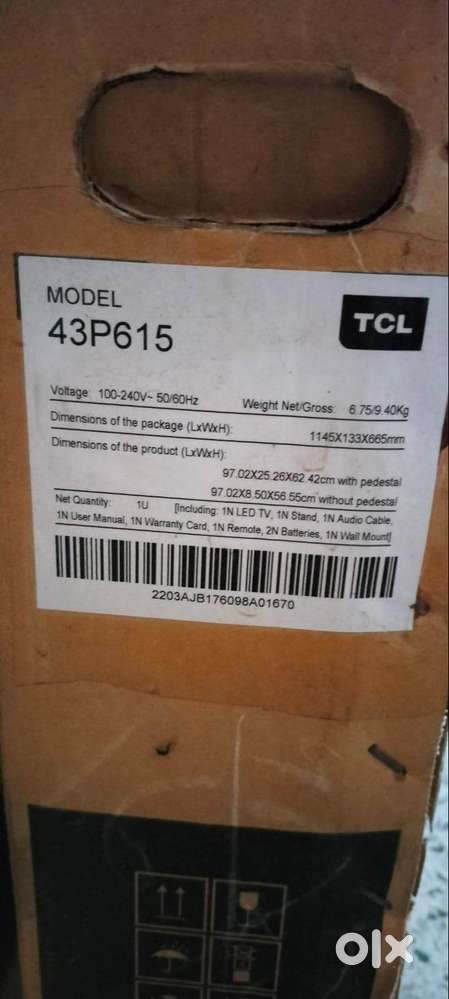 MODEL
43P615
TCL
Voltage: 100-240V~ 50/60Hz Weight Net/Gross: 6.75/9.40Kg
Dimensions of the package (LxWxH): 1145X133X665mm
Dimensions of the product (LxWxH):
97.02X25.26X62.42cm with pedestal
97.02X8.50X56.55cm without pedestal
Net Quantity: 1U [Including: 1N LED TV, 1N Stand, 1N Audio Cable,
1N User Manual, 1N Warranty Card, 1N Remote, 2N Batteries, 1N Wall Mount]
2203AJB176098A01670
olx